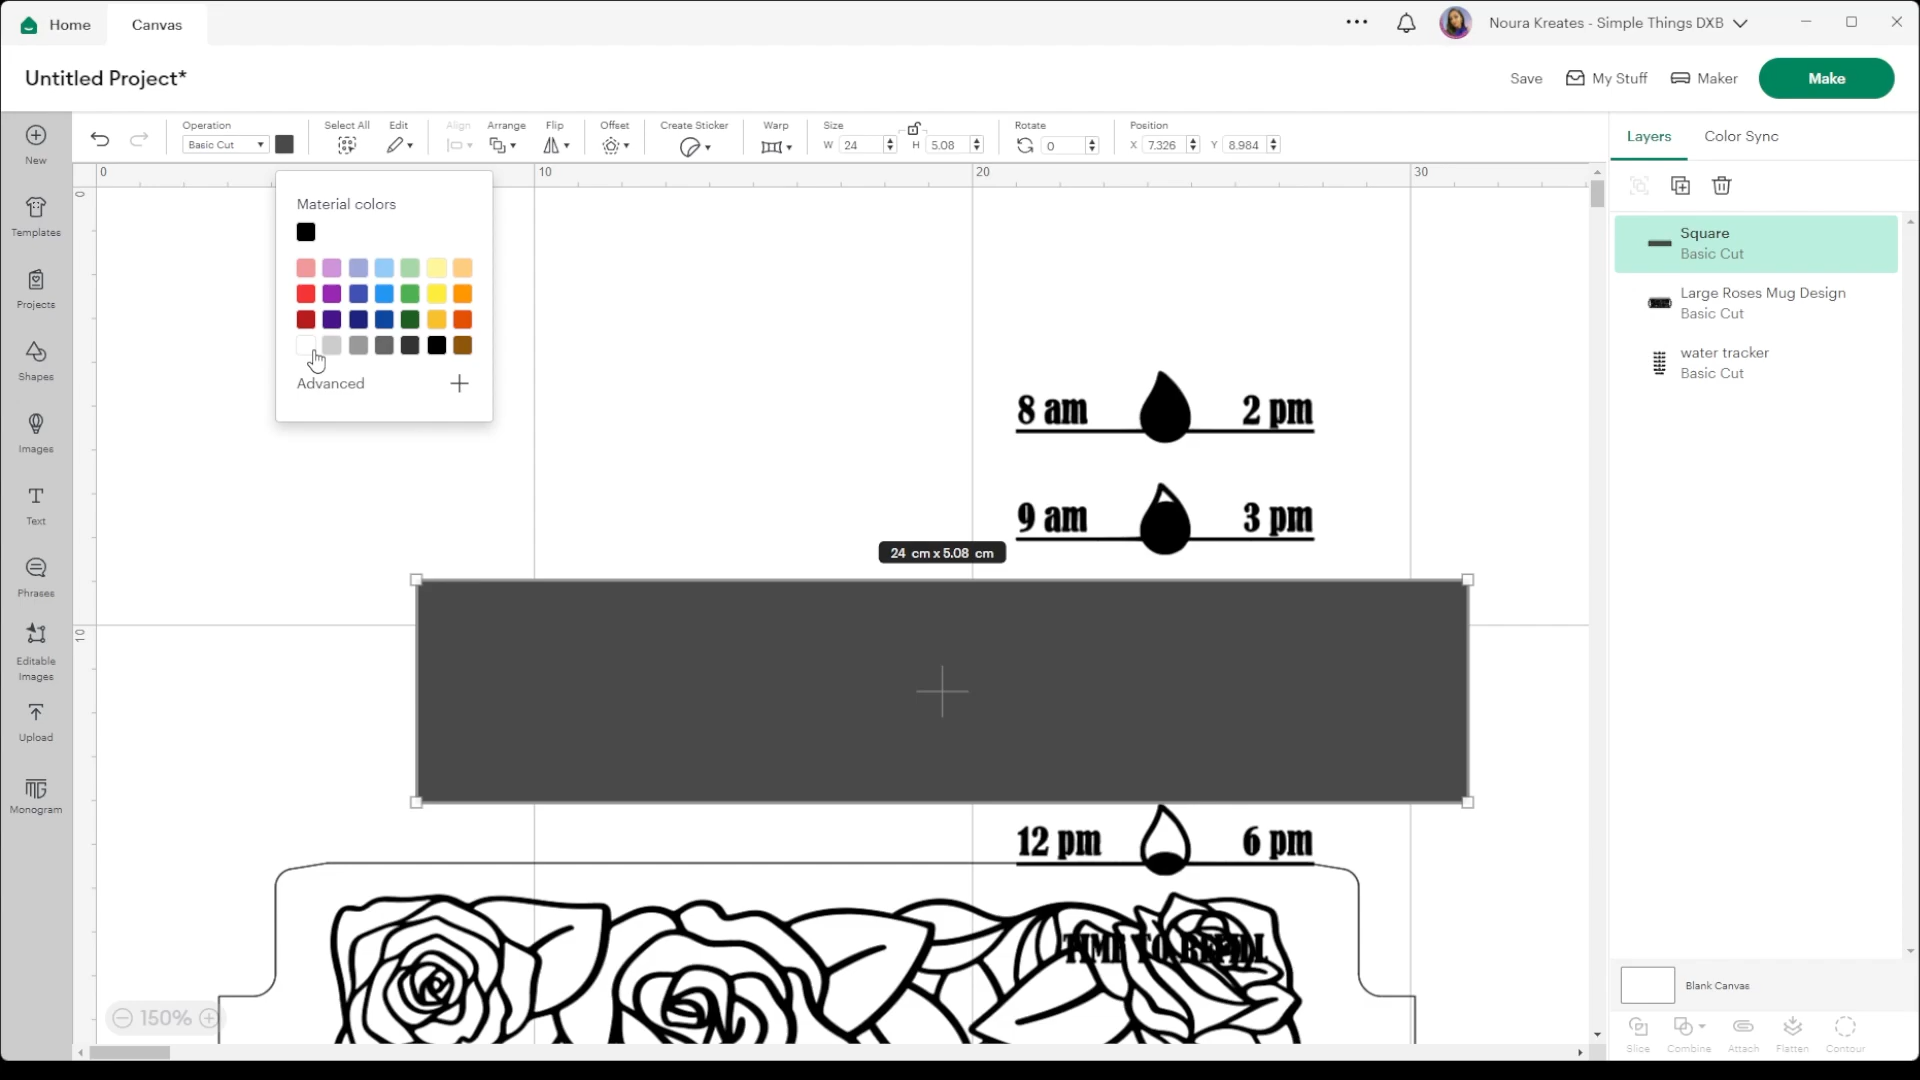 Home
Canvas
Noura Kreates - Simple Things DXB
Untitled Project*
Save
My Stuff
Maker
Make
Operation
Basic Cut
Select All
Edit
Align
Arrange
Flip
Offset
Create Sticker
Warp
Size
W 24
H 5.08
Rotate
0
Position
X 7.326
Y 8.984
New
Templates
Projects
Shapes
Images
Text
Phrases
Editable
Images
Upload
Monogram
0
10
20
30
0
10
Material colors
Advanced
8 am
2 pm
9 am
3 pm
24 cm x 5.08 cm
12 pm
6 pm
TIME TO REFILL
150%
Layers
Color Sync
Square
Basic Cut
Large Roses Mug Design
Basic Cut
water tracker
Basic Cut
Blank Canvas
Slice
Combine
Attach
Flatten
Contour